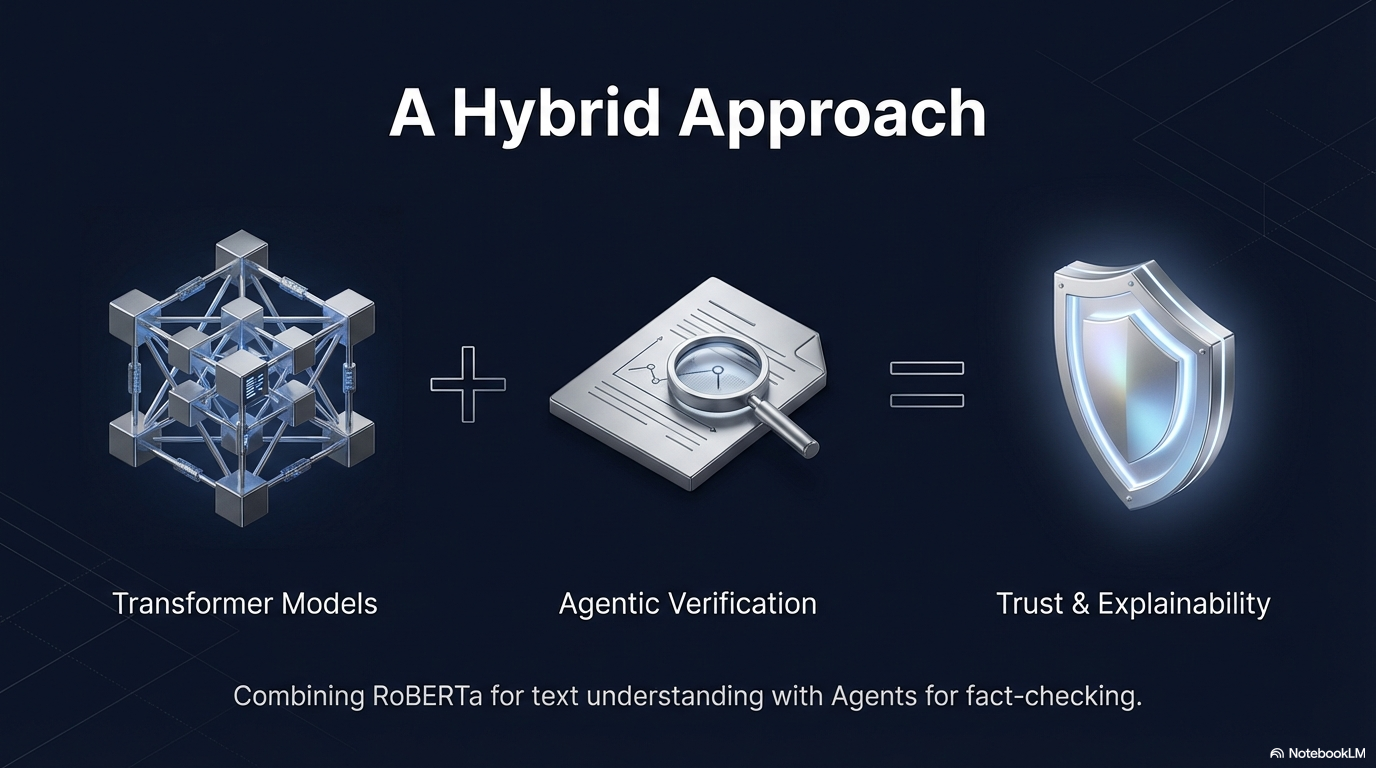 A Hybrid Approach
Transformer Models
Agentic Verification
Trust & Explainability
Combining RoBERTa for text understanding with Agents for fact-checking.
NotebookLM